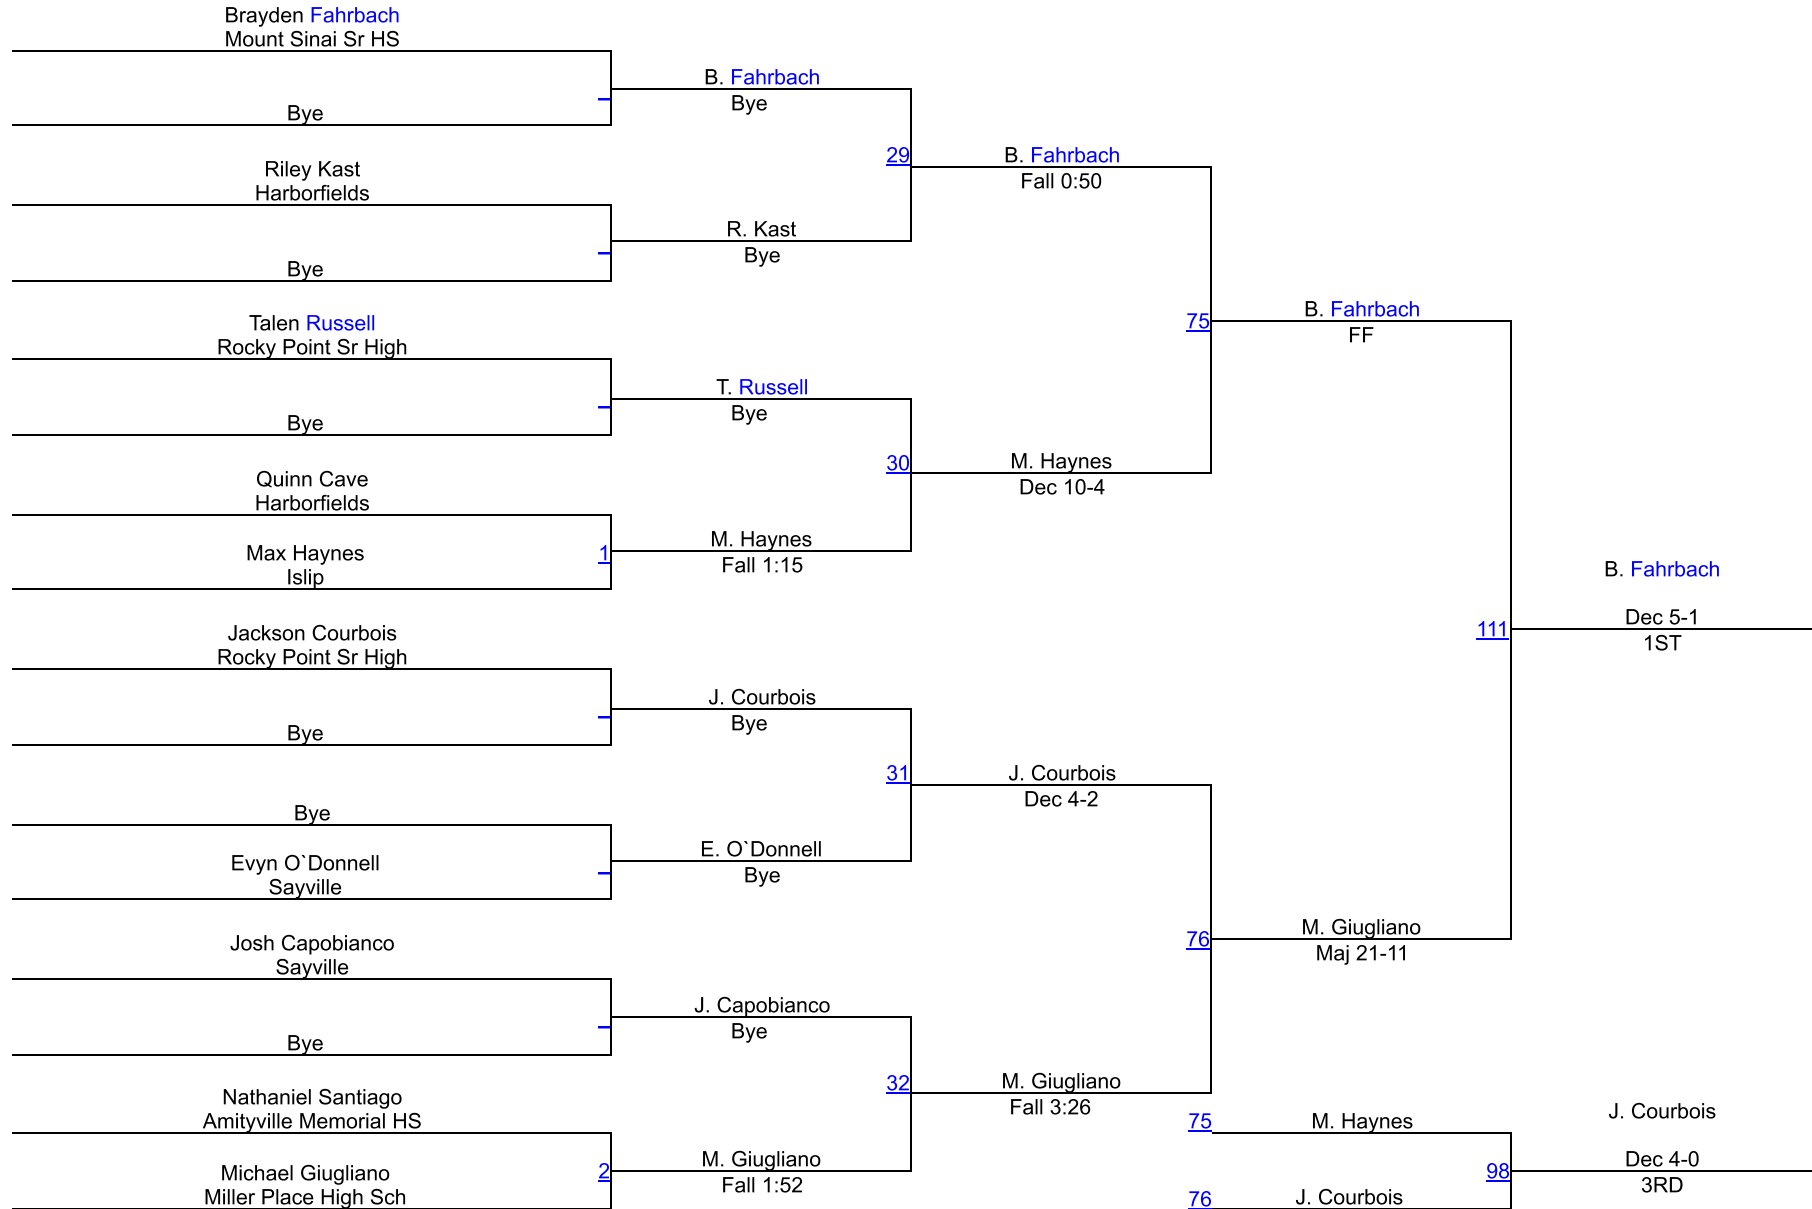 Brayden Fahrbach
Mount Sinai Sr HS
Bye
Riley Kast
Harborfields
Bye
Talen Russell
Rocky Point Sr High
Bye
Quinn Cave
Harborfields
Max Haynes
Islip
1
Jackson Courbois
Rocky Point Sr High
Bye
Bye
Evyn O`Donnell
Sayville
Josh Capobianco
Sayville
Bye
Nathaniel Santiago
Amityville Memorial HS
Michael Giugliano
Miller Place High Sch
2
B. Fahrbach
Bye
29
R. Kast
Bye
T. Russell
Bye
30
M. Haynes
Fall 1:15
J. Courbois
Bye
31
E. O`Donnell
Bye
J. Capobianco
Bye
32
M. Giugliano
Fall 1:52
B. Fahrbach
Fall 0:50
75
M. Haynes
Dec 10-4
J. Courbois
Dec 4-2
76
M. Giugliano
Fall 3:26
B. Fahrbach
FF
111
M. Giugliano
Maj 21-11
B. Fahrbach
Dec 5-1
1ST
75
M. Haynes
98
76
J. Courbois
J. Courbois
Dec 4-0
3RD